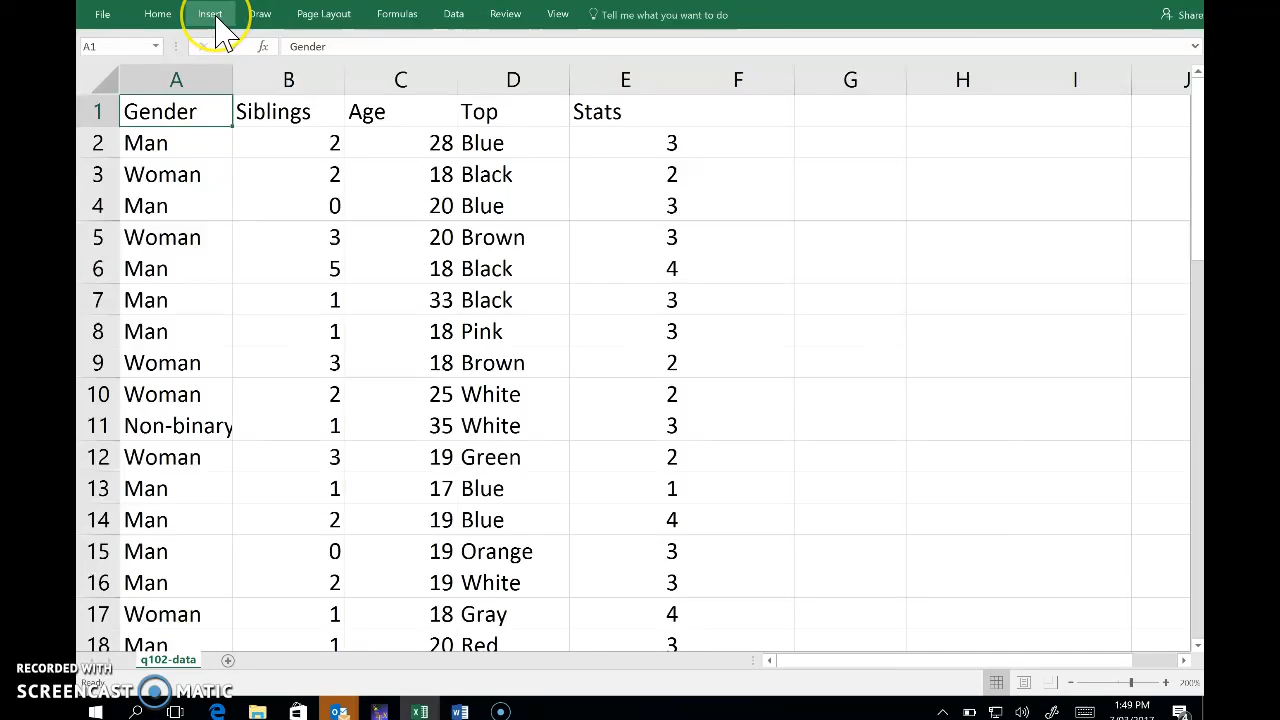 File Home Insert Draw Page Layout Formulas Data Review View Tell me what you want to do Share
A1 fx Gender
A B C D E F G H I J
1 Gender Siblings Age Top Stats
2 Man 2 28 Blue 3
3 Woman 2 18 Black 2
4 Man 0 20 Blue 3
5 Woman 3 20 Brown 3
6 Man 5 18 Black 4
7 Man 1 33 Black 3
8 Man 1 18 Pink 3
9 Woman 3 18 Brown 2
10 Woman 2 25 White 2
11 Non-binary 1 35 White 3
12 Woman 3 19 Green 2
13 Man 1 17 Blue 1
14 Man 2 19 Blue 4
15 Man 0 19 Orange 3
16 Man 2 19 White 3
17 Woman 1 18 Gray 4
18 Man 1 20 Red 3
q102-data
RECORDED WITH
Ready 200%
SCREENCAST MATIC
1:49 PM
7/03/2017